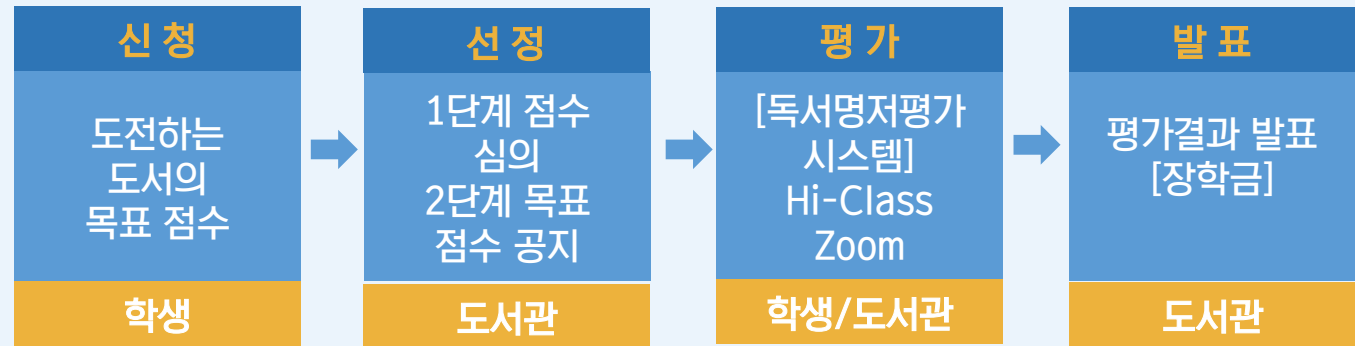 신 청
도전하는
도서의
목표 점수
학생
선 정
1단계 점수
심의
2단계 목표
점수 공지
도서관
평 가
[독서명저평가
시스템]
Hi-Class
Zoom
학생/도서관
발 표
평가결과 발표
[장학금]
도서관